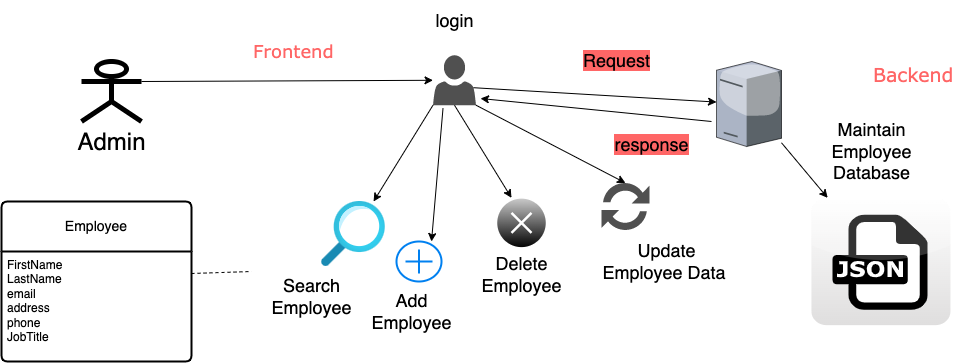 login
Frontend
Request
Backend
Admin
response
Maintain
Employee
Database
Employee
FirstName
LastName
email
address
phone
JobTitle
Search
Employee
Add
Employee
Delete
Employee
Update
Employee Data
JSON